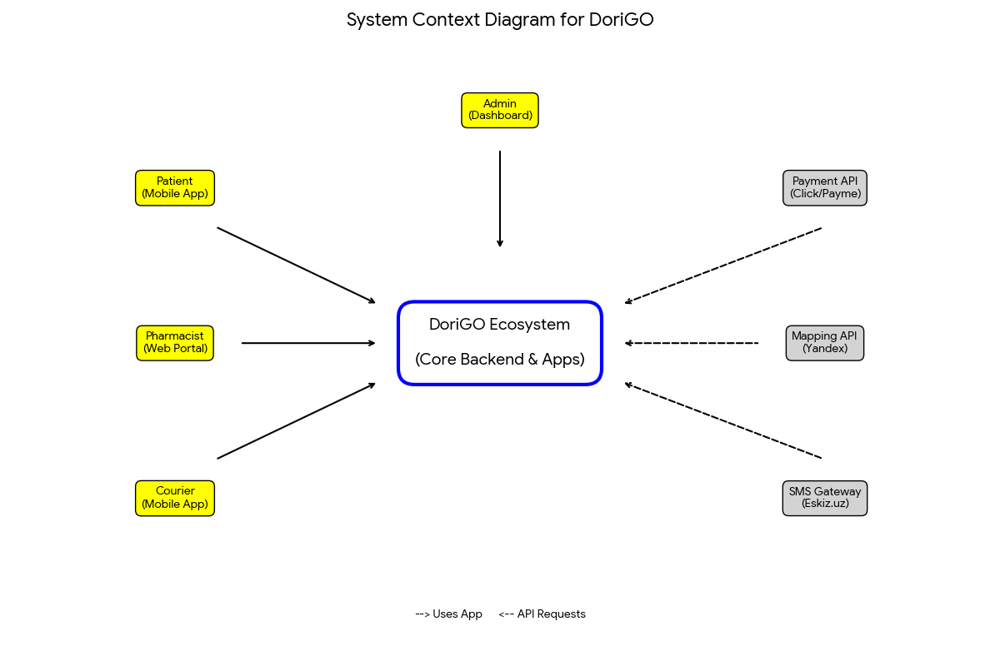 System Context Diagram for DoriGO
Admin
(Dashboard)
Patient
(Mobile App)
Payment API
(Click/Payme)
DoriGO Ecosystem
(Core Backend & Apps)
Pharmacist
(Web Portal)
Mapping API
(Yandex)
Courier
(Mobile App)
SMS Gateway
(Eskiz.uz)
--> Uses App    <-- API Requests